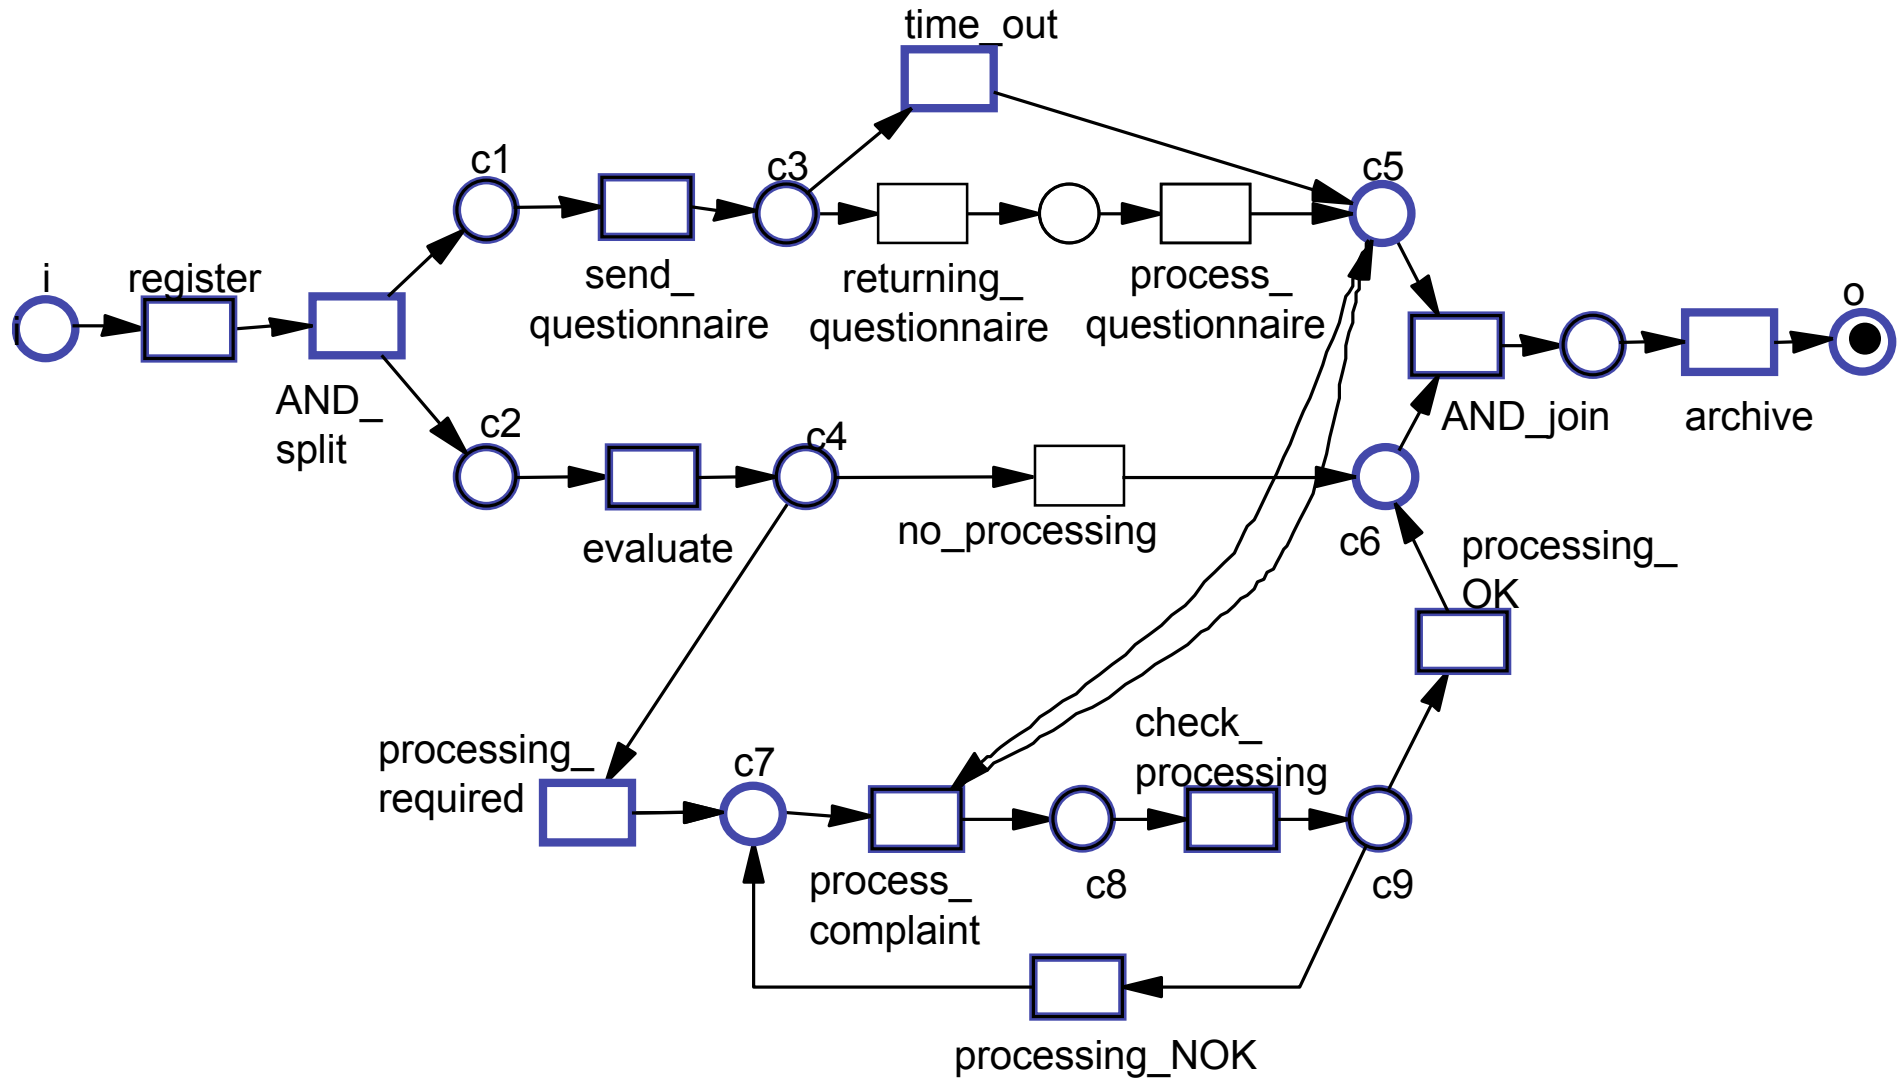 time_out
c1
c3
c5
i
register
i
send_
questionnaire
returning_
questionnaire
process_
questionnaire
o
AND_
split
c2
c4
AND_join
archive
evaluate
no_processing
c6
processing_
OK
processing_
required
c7
check_
processing
process_
complaint
c8
c9
processing_NOK